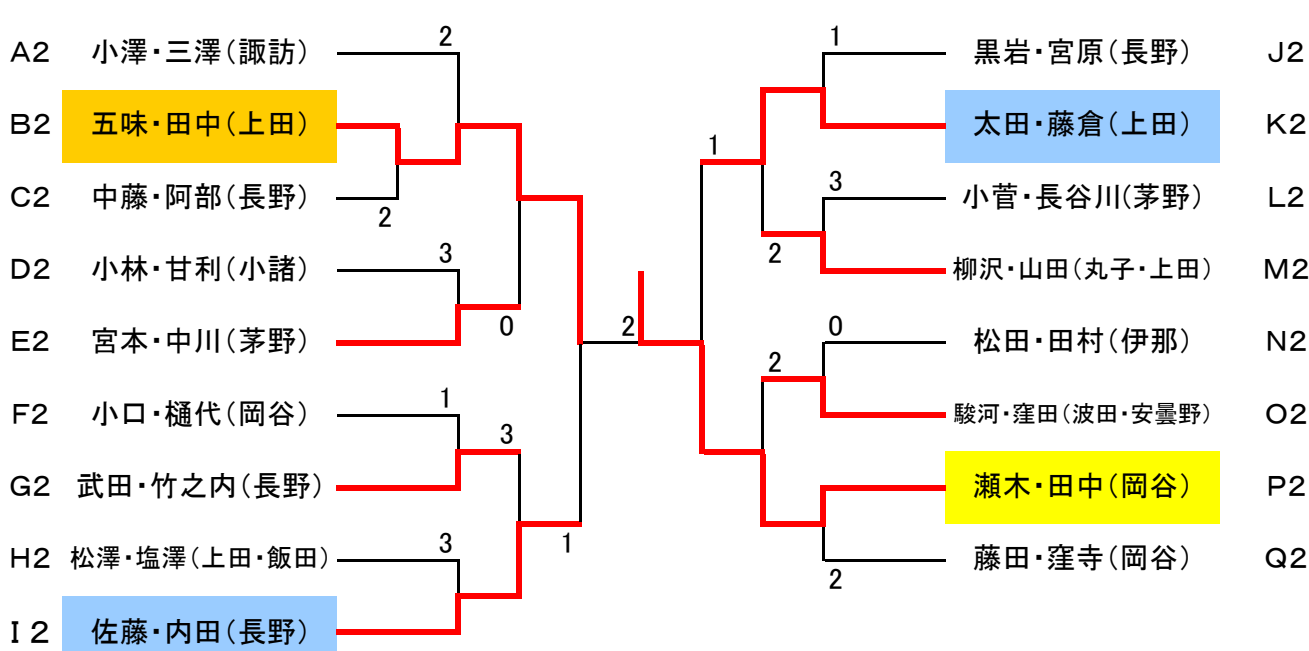 A2 小澤・三澤(諏訪) 2
B2 五味・田中(上田)
C2 中藤・阿部(長野) 2
D2 小林・甘利(小諸) 3
E2 宮本・中川(茅野) 0
F2 小口・樋代(岡谷) 1
G2 武田・竹之内(長野) 3
H2 松澤・塩澤(上田・飯田) 3 1
I2 佐藤・内田(長野)
2
1 黒岩・宮原(長野) J2
1 太田・藤倉(上田) K2
3 小菅・長谷川(茅野) L2
2 柳沢・山田(丸子・上田) M2
0 松田・田村(伊那) N2
2 駿河・窪田(波田・安曇野) O2
瀬木・田中(岡谷) P2
2 藤田・窪寺(岡谷) Q2